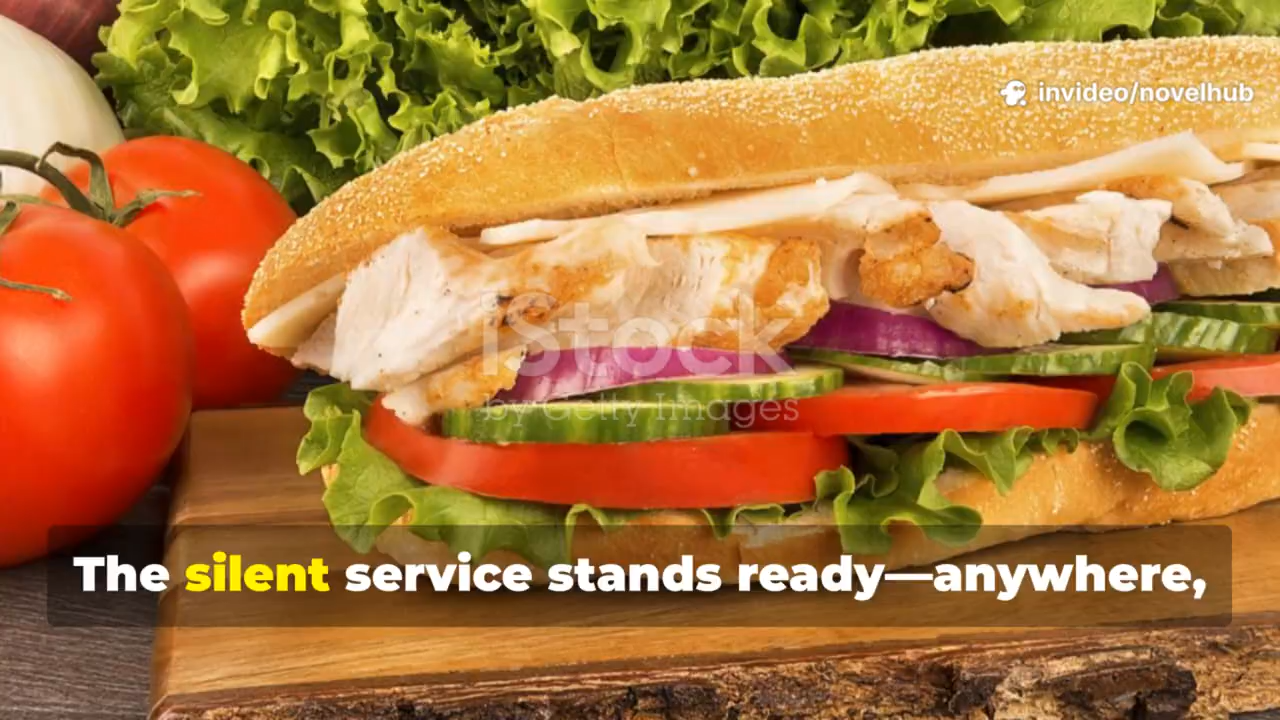 invideo/novelhub
iStock
by Getty Images
The silent service stands ready—anywhere,